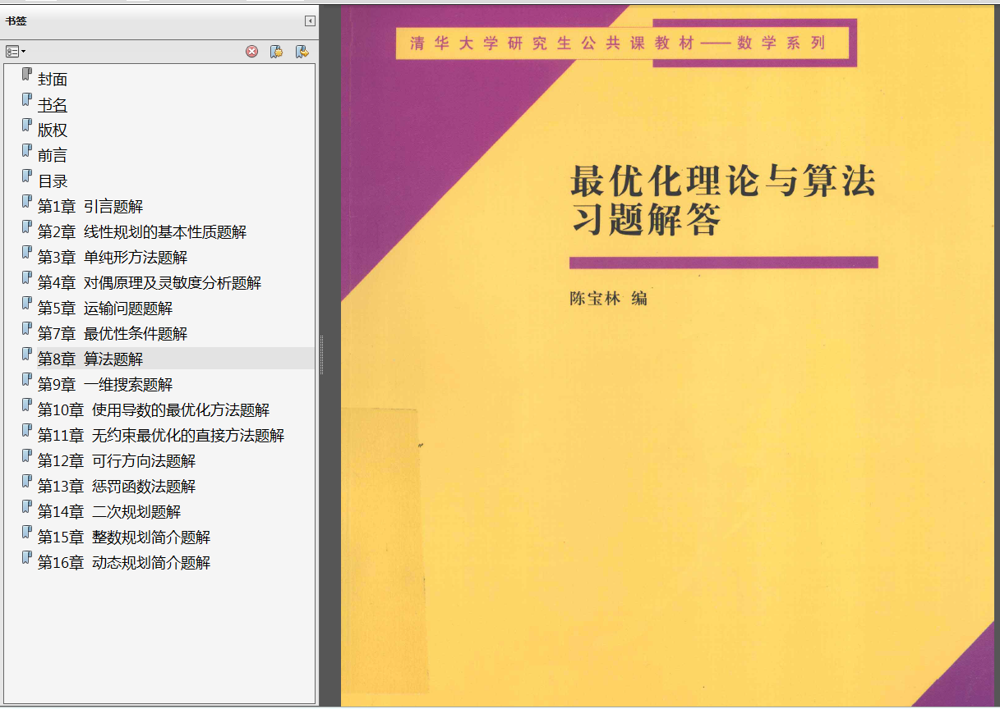 书签
封面
书名
版权
前言
目录
第1章 引言题解
第2章 线性规划的基本性质题解
第3章 单纯形方法题解
第4章 对偶原理及灵敏度分析题解
第5章 运输问题题解
第7章 最优性条件题解
第8章 算法题解
第9章 一维搜索题解
第10章 使用导数的最优化方法题解
第11章 无约束最优化的直接方法题解
第12章 可行方向法题解
第13章 惩罚函数法题解
第14章 二次规划题解
第15章 整数规划简介题解
第16章 动态规划简介题解
清华大学研究生公共课教材——数学系列
最优化理论与算法
习题解答
陈宝林 编